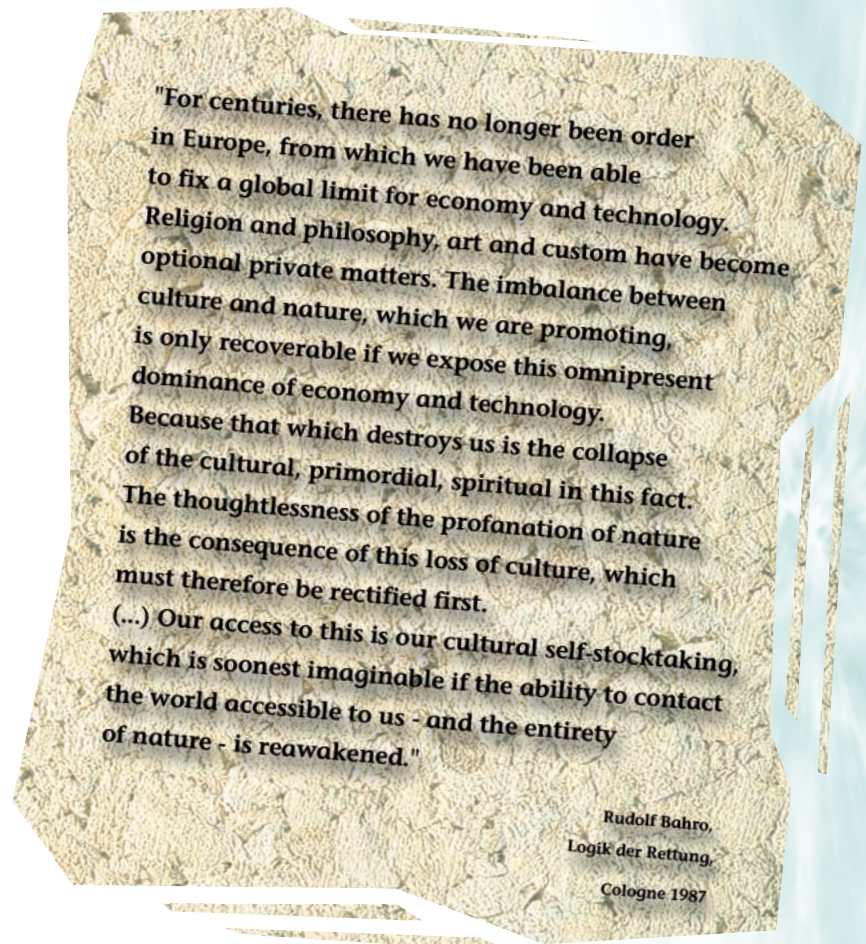 "For centuries, there has no longer been order
in Europe, from which we have been able
to fix a global limit for economy and technology.
Religion and philosophy, art and custom have become
optional private matters. The imbalance between
culture and nature, which we are promoting,
is only recoverable if we expose this omnipresent
dominance of economy and technology.
Because that which destroys us is the collapse
of the cultural, primordial, spiritual in this fact.
The thoughtlessness of the profanation of nature
is the consequence of this loss of culture, which
must therefore be rectified first.
(...) Our access to this is our cultural self-stocktaking,
which is soonest imaginable if the ability to contact
the world accessible to us - and the entirety
of nature - is reawakened."
Rudolf Bahro,
Logik der Rettung,
Cologne 1987